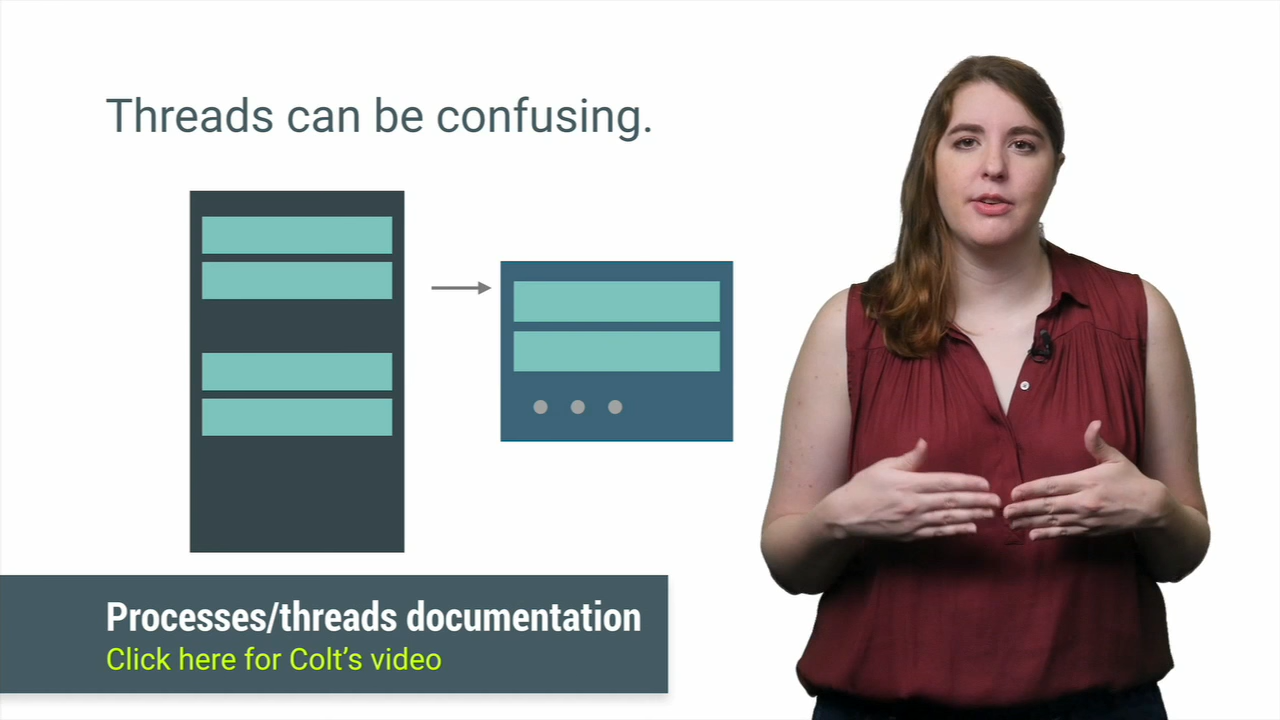 Threads can be confusing.
Processes/threads documentation
Click here for Colt’s video